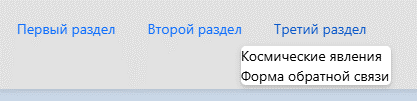 Первый раздел Второй раздел Третий раздел
Космические явления
Форма обратной связи